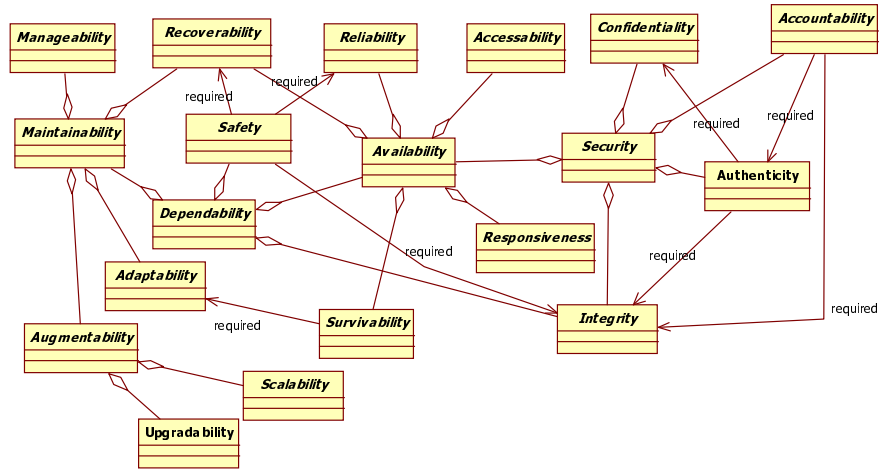 Manageability
Recoverability
Reliability
Accessability
Confidentiality
Accountability
required
required
Maintainability
Safety
Availability
Security
required
Authenticity
Dependability
Responsiveness
required
required
Adaptability
Survivability
Integrity
required
required
Augmentability
Scalability
Upgradability